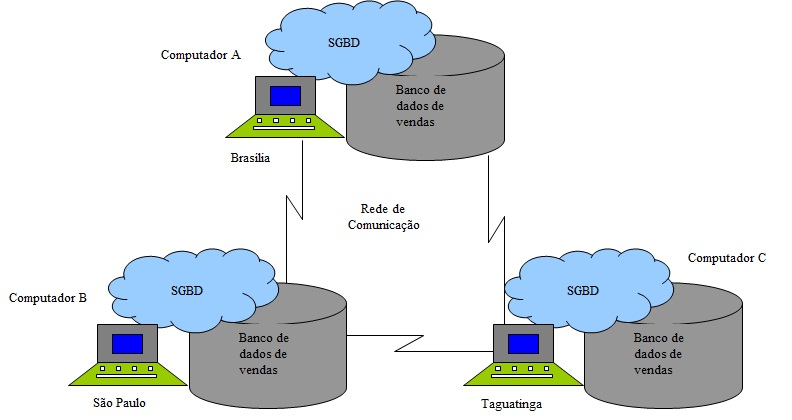 SGBD
Computador A
Banco de
dados de
vendas
Brasilia
Rede de
Comunicação
Computador C
SGBD
SGBD
Computador B
Banco de
dados de
vendas
Banco de
dados de
vendas
São Paulo
Taguatinga